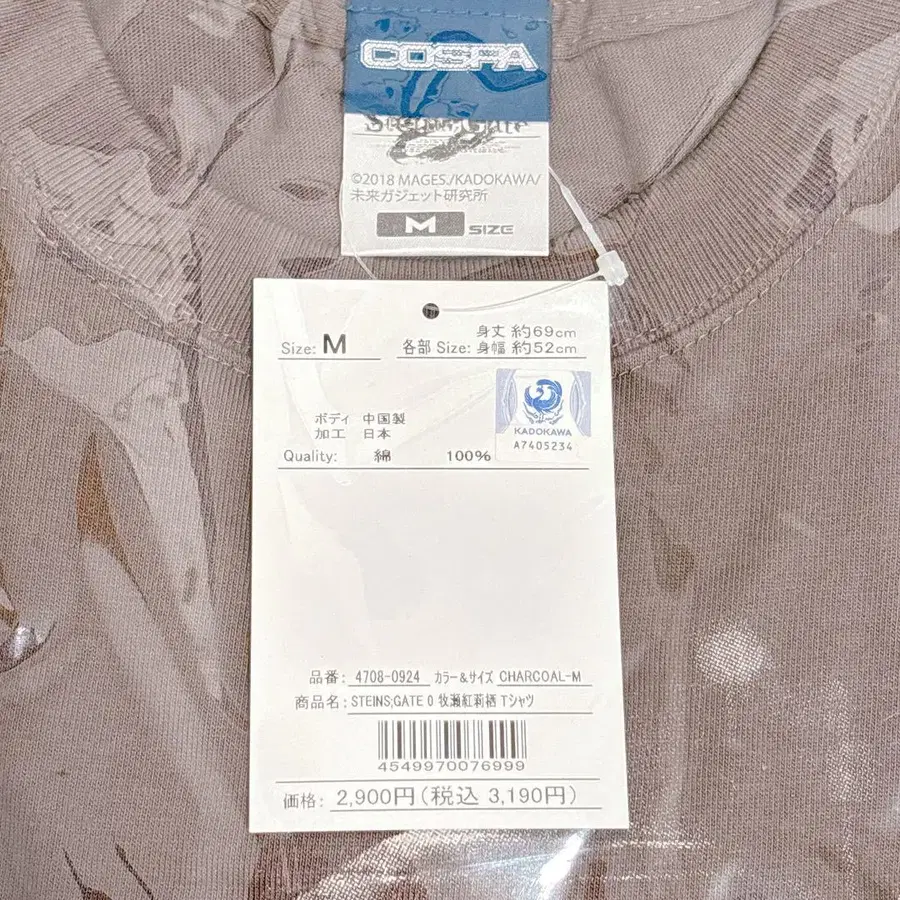 COSPA
STEINS;GATE
©2018 MAGES./KADOKAWA/
未来ガジェット研究所
M SIZE
Size: M
各部 Size: 身丈 約69cm
身幅 約52cm
ボディ 中国製
加工 日本
Quality: 綿 100%
KADOKAWA
A7405234
品番: 4708-0924 カラー&サイズ CHARCOAL-M
商品名: STEINS;GATE 0 牧瀬紅莉栖 Tシャツ
4549970076999
価格: 2,900円(税込 3,190円)